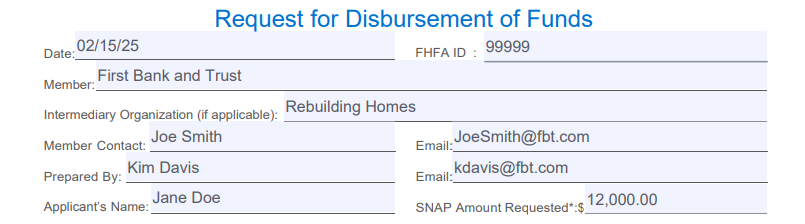 Request for Disbursement of Funds
Date: 02/15/25 FHFA ID : 99999
Member: First Bank and Trust
Intermediary Organization (if applicable): Rebuilding Homes
Member Contact: Joe Smith Email: JoeSmith@fbt.com
Prepared By: Kim Davis Email: kdavis@fbt.com
Applicant's Name: Jane Doe SNAP Amount Requested*:$ 12,000.00